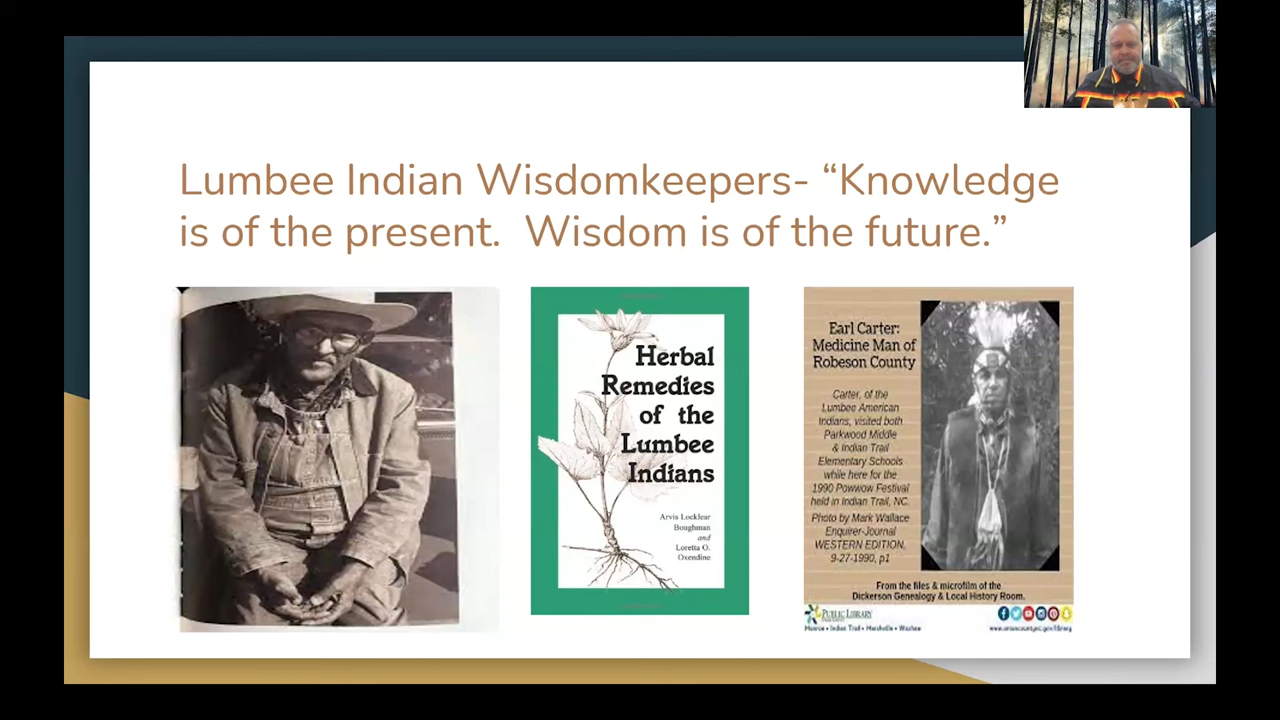 Lumbee Indian Wisdomkeepers- “Knowledge
is of the present.  Wisdom is of the future.”
Herbal
Remedies
of the
Lumbee
Indians
Arvis Locklear
Boughman
and
Loretta O.
Oxendine
Earl Carter:
Medicine Man of
Robeson County
Carter, of the
Lumbee American
Indians, visited both
Parkwood Middle
& Indian Trail
Elementary Schools
while here for the
1990 Powwow Festival
held in Indian Trail, NC.
Photo by Mark Wallace
Enquirer-Journal
WESTERN EDITION,
9-27-1990, p1
From the files & microfilm of the
Dickerson Genealogy & Local History Room.
PUBLIC LIBRARY
Monroe • Indian Trail • Marshville • Waxhaw
www.unioncountync.gov/library